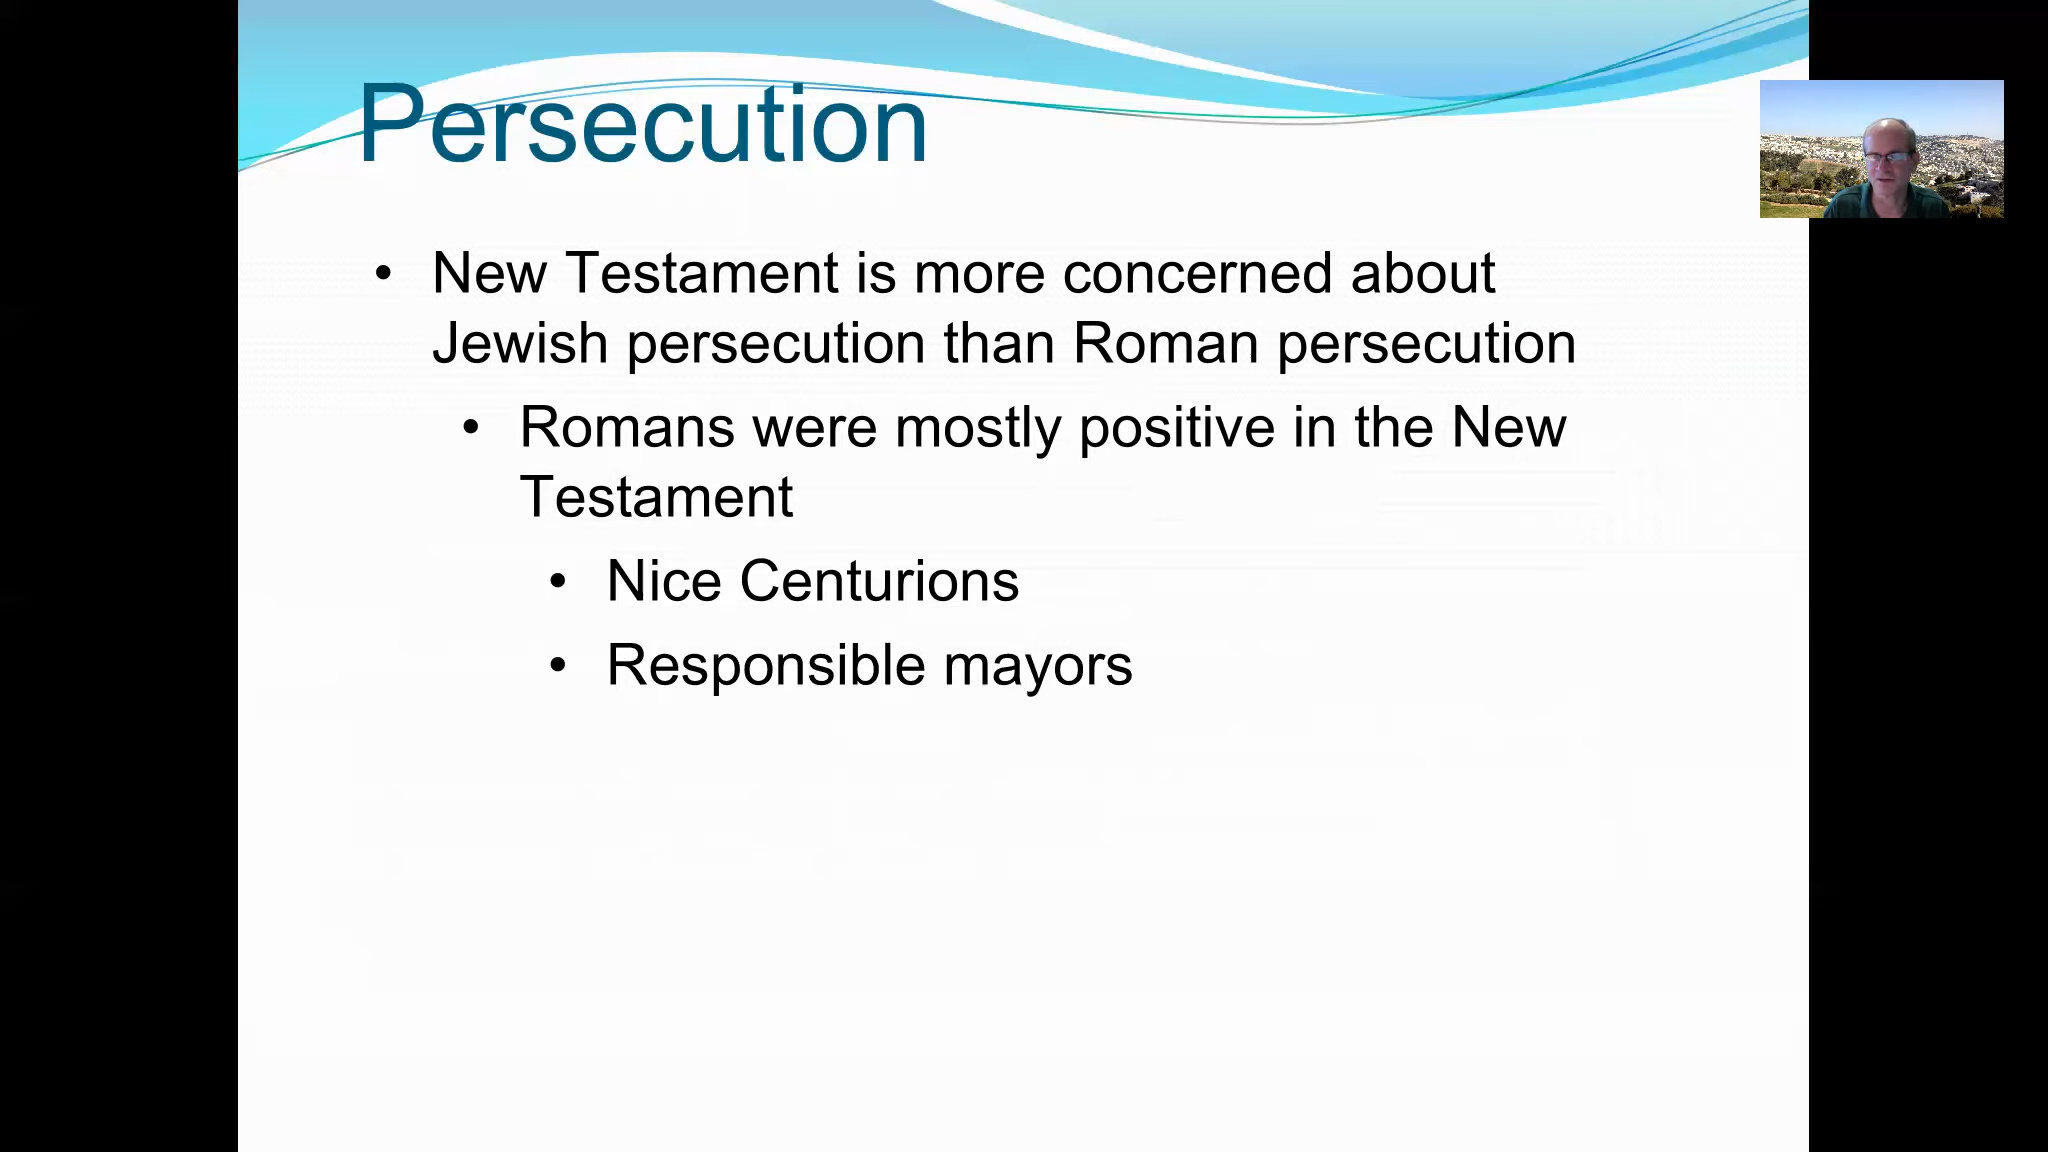 Persecution
• New Testament is more concerned about
Jewish persecution than Roman persecution
• Romans were mostly positive in the New
Testament
• Nice Centurions
• Responsible mayors